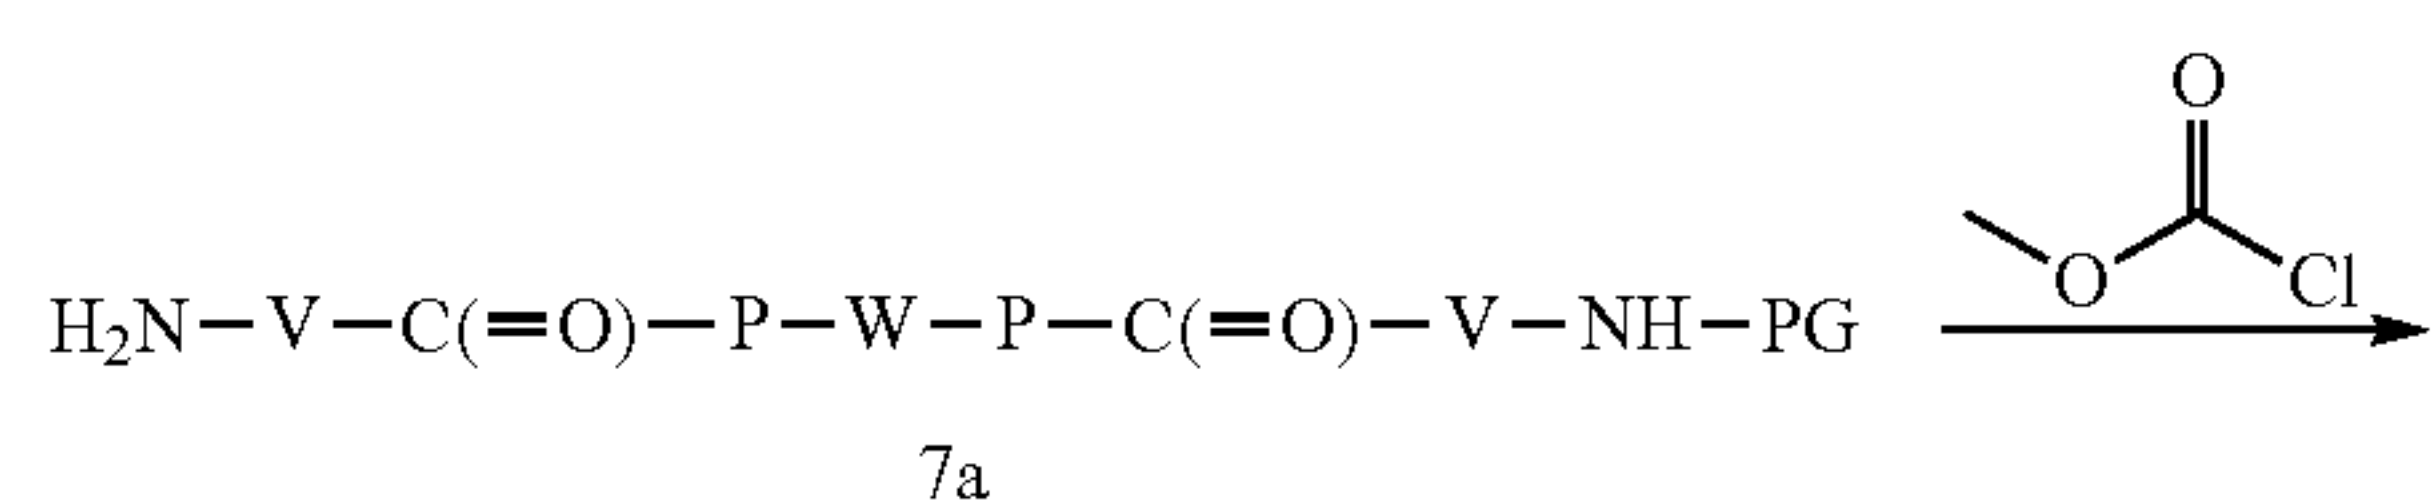 O
O
Cl
H₂N—V—C(=O)—P—W—P—C(=O)—V—NH—PG
7a